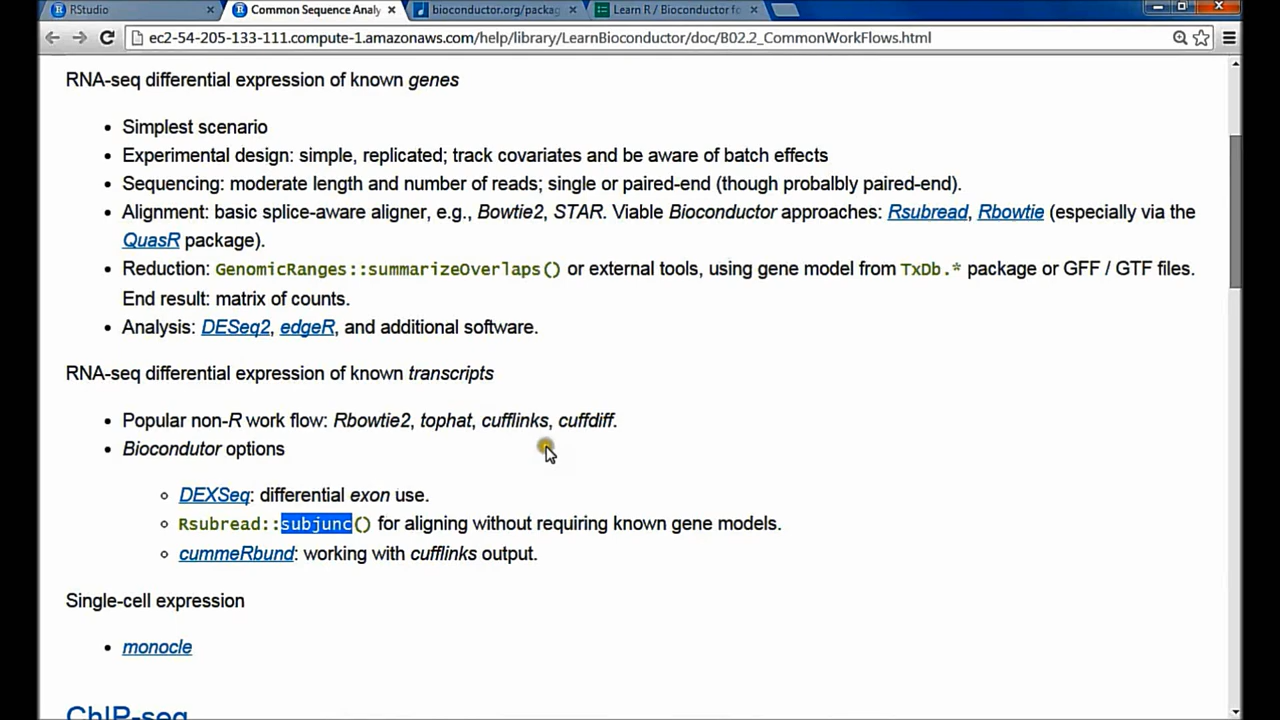 RStudio
Common Sequence Analy
bioconductor.org/packag
Learn R / Bioconductor fo
ec2-54-205-133-111.compute-1.amazonaws.com/help/library/LearnBioconductor/doc/B02.2_CommonWorkFlows.html
RNA-seq differential expression of known genes
• Simplest scenario
• Experimental design: simple, replicated; track covariates and be aware of batch effects
• Sequencing: moderate length and number of reads; single or paired-end (though probalbly paired-end).
• Alignment: basic splice-aware aligner, e.g., Bowtie2, STAR. Viable Bioconductor approaches: Rsubread, Rbowtie (especially via the
QuasR package).
• Reduction: GenomicRanges::summarizeOverlaps() or external tools, using gene model from TxDb.* package or GFF / GTF files.
End result: matrix of counts.
• Analysis: DESeq2, edgeR, and additional software.
RNA-seq differential expression of known transcripts
• Popular non-R work flow: Rbowtie2, tophat, cufflinks, cuffdiff.
• Biocondutor options
◦ DEXSeq: differential exon use.
◦ Rsubread::subjunc() for aligning without requiring known gene models.
◦ cummeRbund: working with cufflinks output.
Single-cell expression
• monocle
ChIP-seq